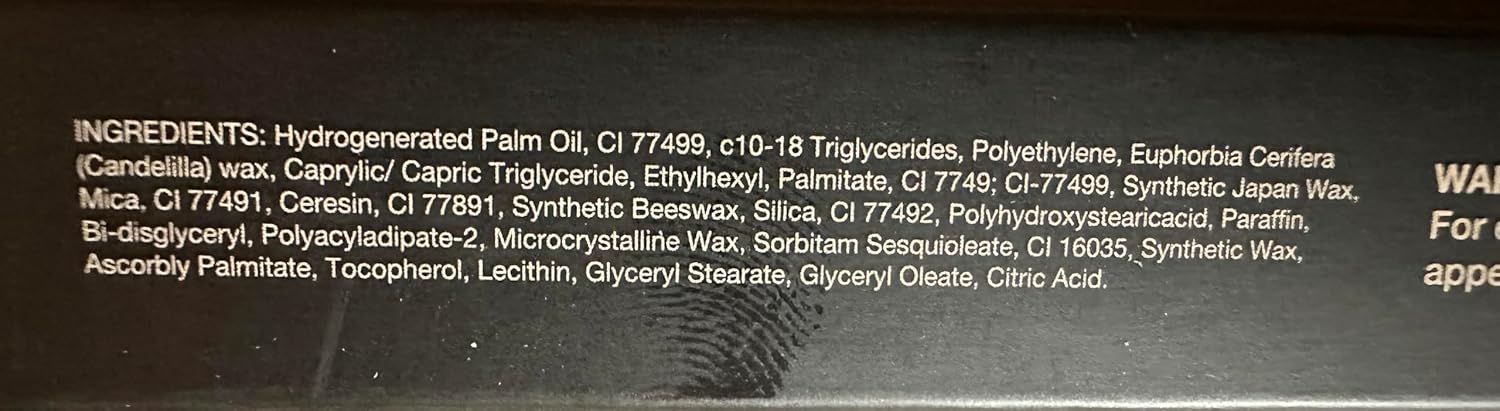 INGREDIENTS: Hydrogenerated Palm Oil, CI 77499, c10-18 Triglycerides, Polyethylene, Euphorbia Cerifera
(Candelilla) wax, Caprylic/ Capric Triglyceride, Ethylhexyl, Palmitate, CI 7749; CI-77499, Synthetic Japan Wax,
Mica, CI 77491, Ceresin, CI 77891, Synthetic Beeswax, Silica, CI 77492, Polyhydroxystearicacid, Paraffin,
Bi-disglyceryl, Polyacyladipate-2, Microcrystalline Wax, Sorbitam Sesquioleate, CI 16035, Synthetic Wax,
Ascorbly Palmitate, Tocopherol, Lecithin, Glyceryl Stearate, Glyceryl Oleate, Citric Acid.
For